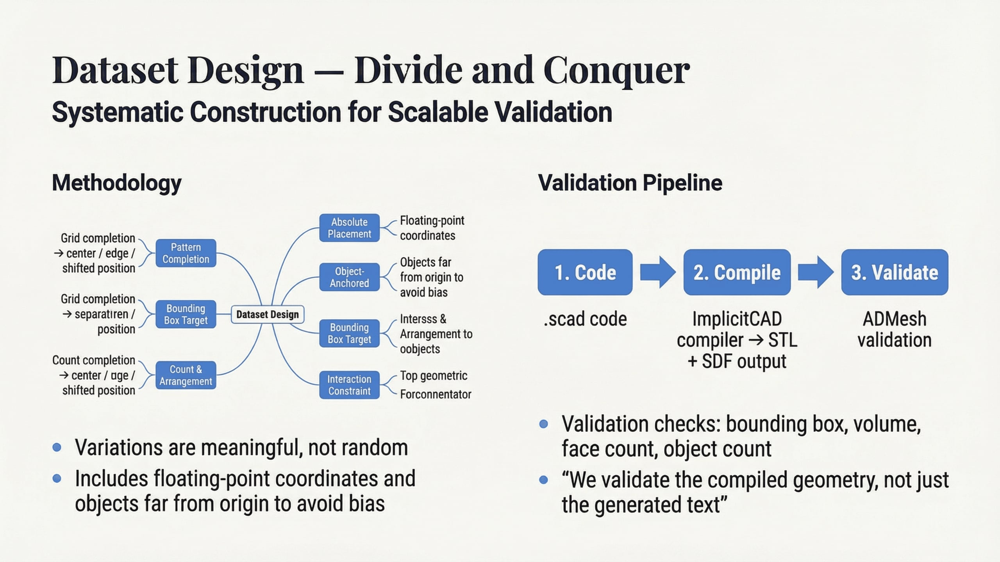 Dataset Design — Divide and Conquer
Systematic Construction for Scalable Validation
Methodology
Grid completion
→ center / edge /
shifted position
Pattern
Completion
Grid completion
→ separatıren /
position
Bounding
Box Target
Count completion
→ center / age /
shifted position
Count &
Arrangement
Dataset Design
Absolute
Placement
Floating-point
coordinates
Object-
Anchored
Objects far
from origin to
avoid bias
Bounding
Box Target
Intersss &
Arrangement to
oobjects
Interaction
Constraint
Top geometric
Forconnentator
• Variations are meaningful, not random
• Includes floating-point coordinates and
objects far from origin to avoid bias
Validation Pipeline
1. Code
2. Compile
3. Validate
.scad code
ImplicitCAD
compiler → STL
+ SDF output
ADMesh
validation
• Validation checks: bounding box, volume,
face count, object count
• “We validate the compiled geometry, not just
the generated text”